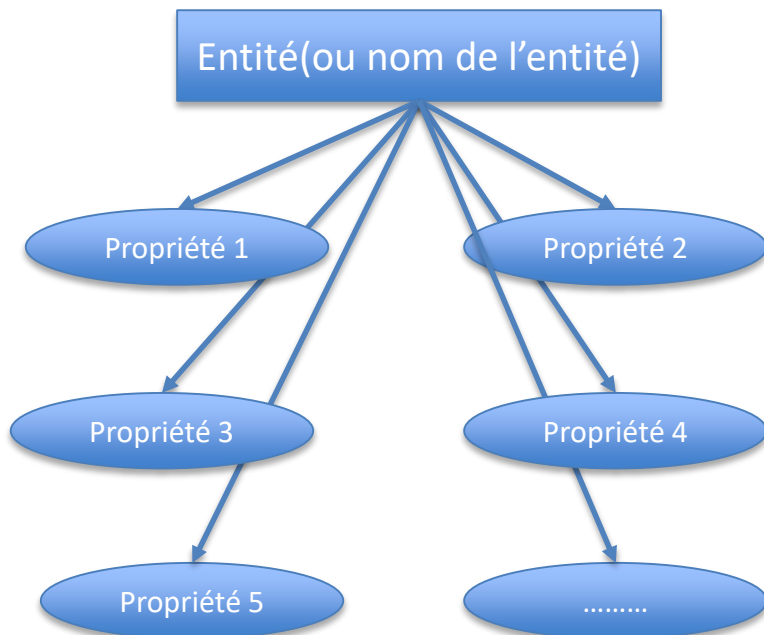 Entité(ou nom de l’entité)
Propriété 1
Propriété 2
Propriété 3
Propriété 4
Propriété 5
………